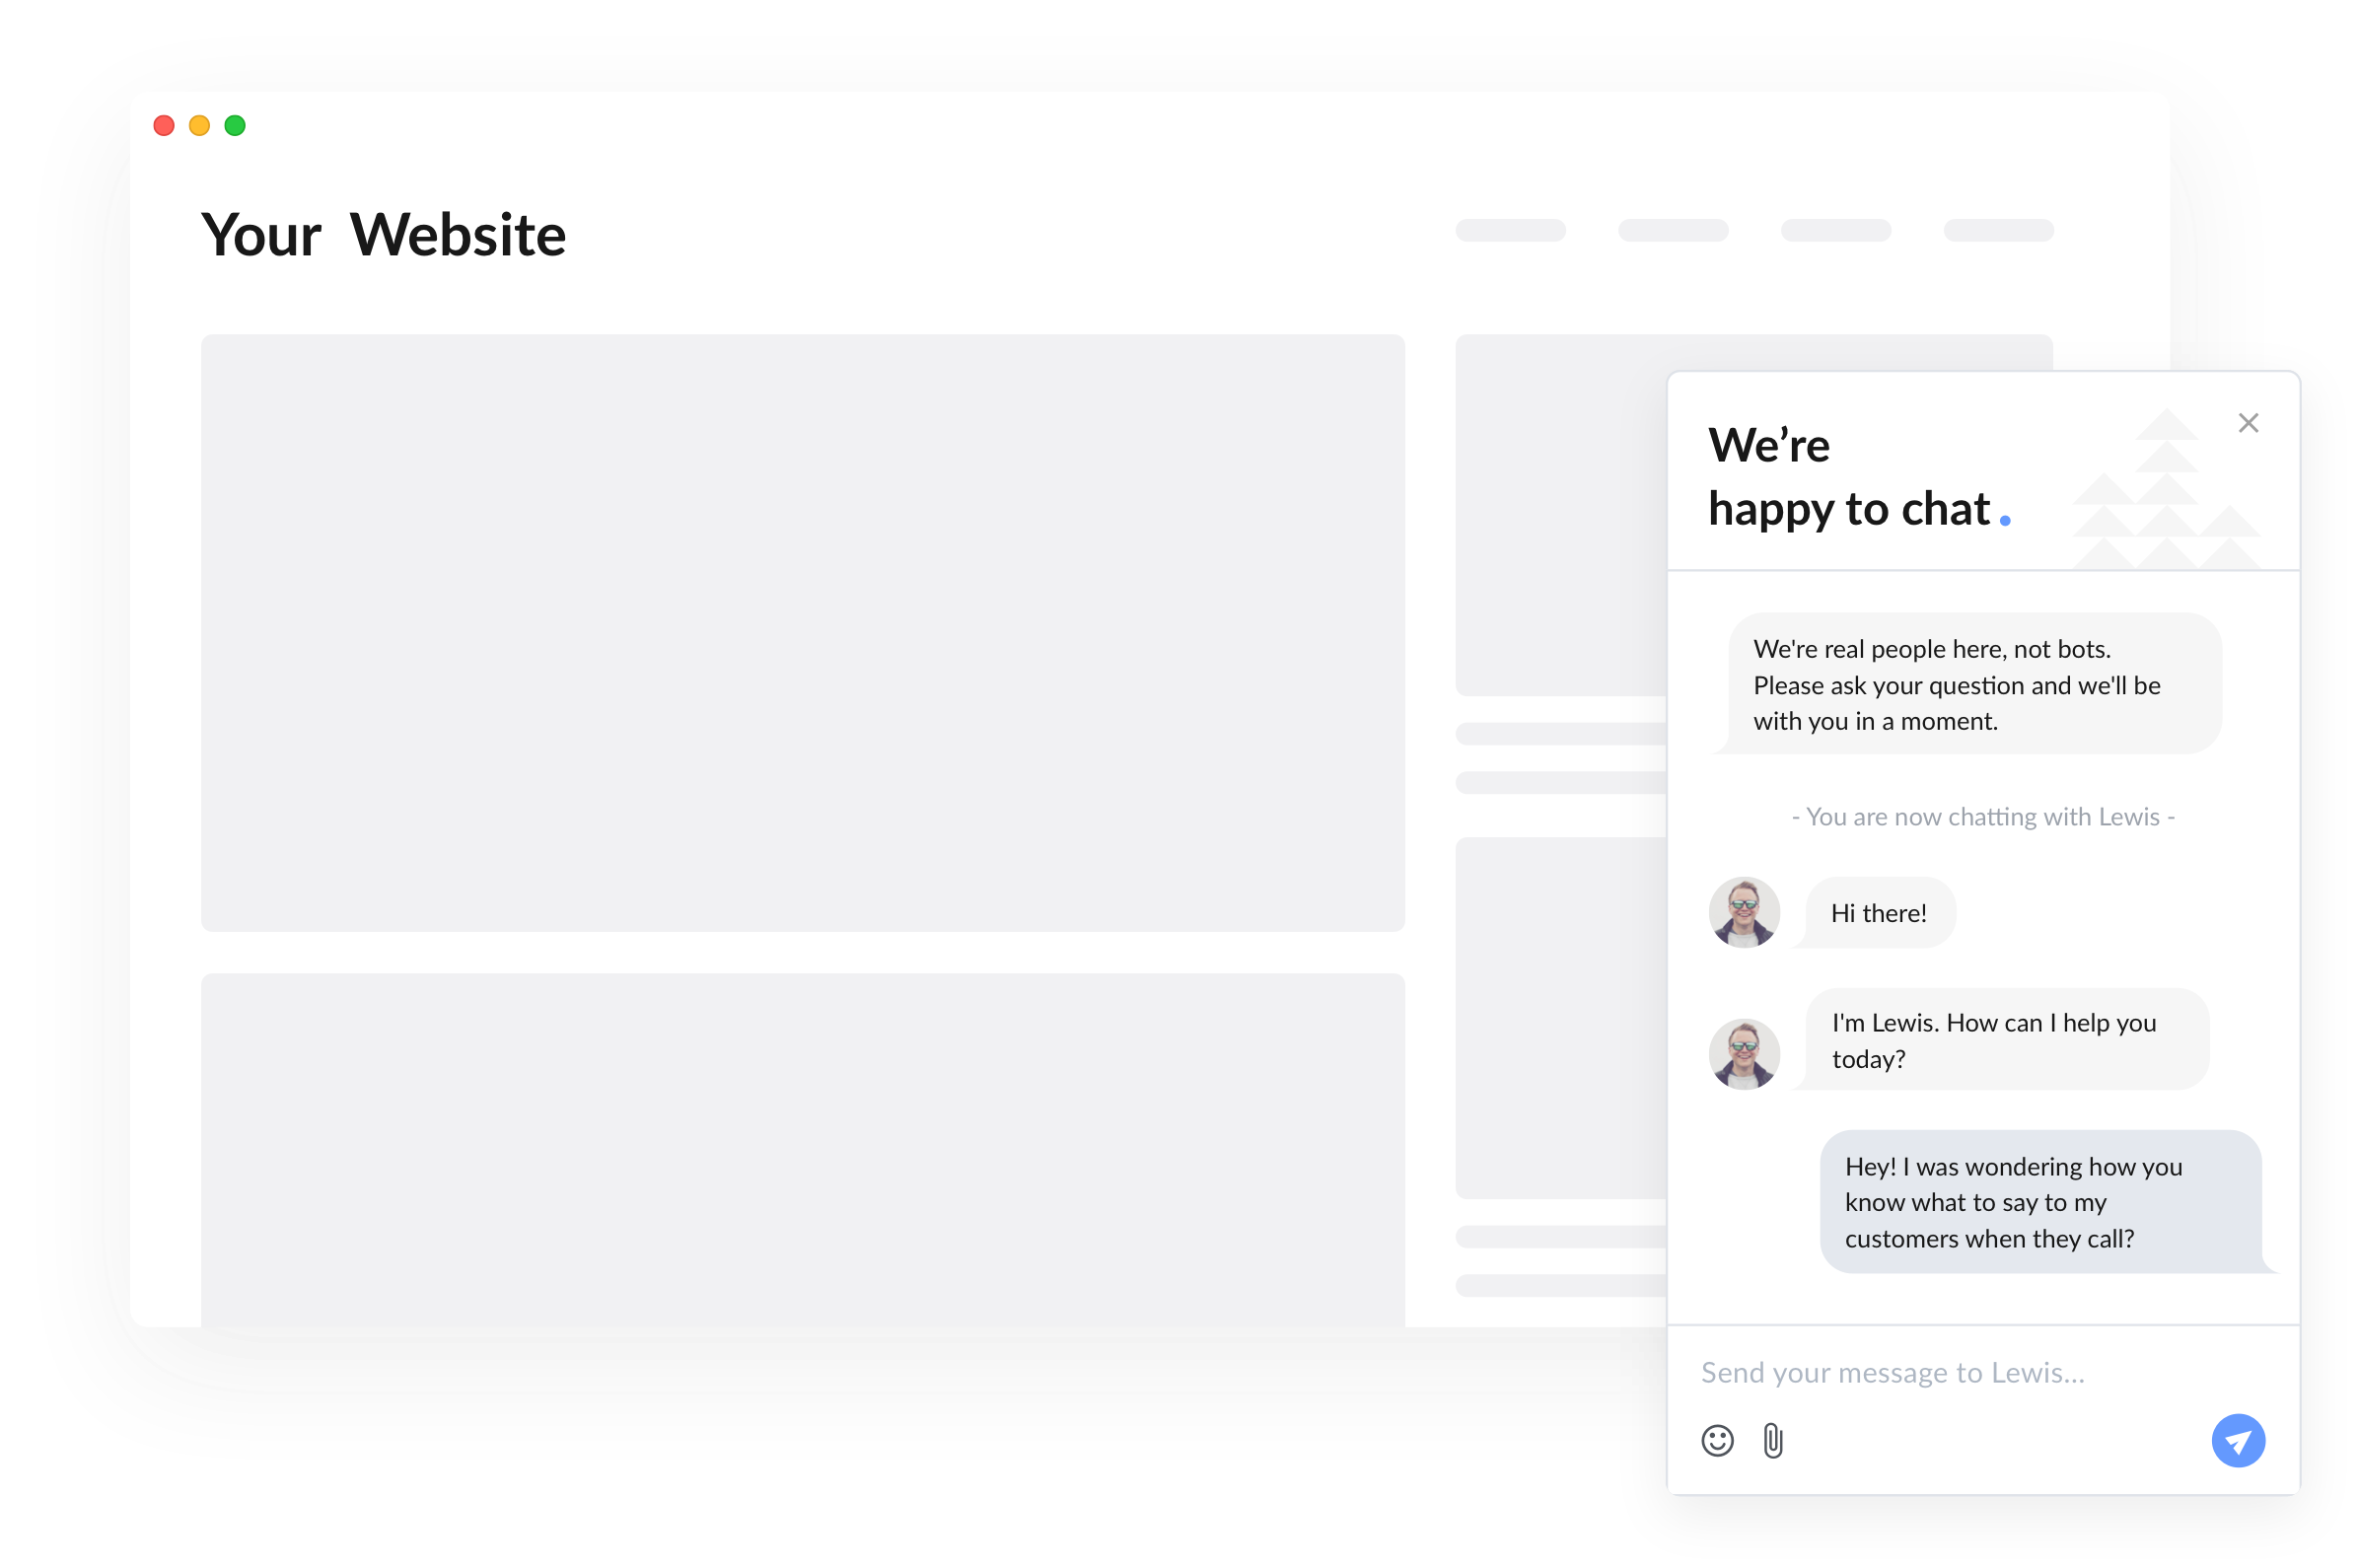 Your Website
We’re
happy to chat.
We're real people here, not bots.
Please ask your question and we'll be
with you in a moment.
- You are now chatting with Lewis -
Hi there!
I'm Lewis. How can I help you
today?
Hey! I was wondering how you
know what to say to my
customers when they call?
Send your message to Lewis...